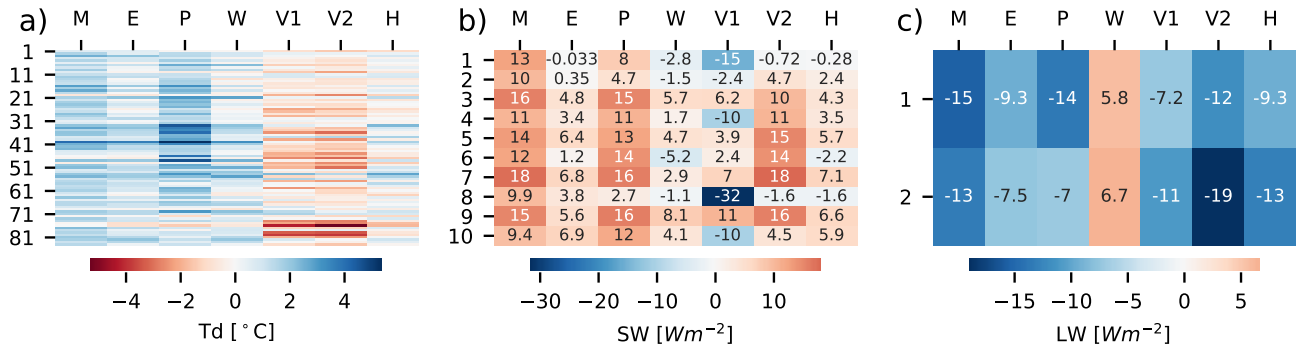 a) M E P W V1 V2 H
1
11
21
31
41
51
61
71
81
−4 −2 0 2 4
Td [°C]
b) M E P W V1 V2 H
1 13 -0.033 8 -2.8 -15 -0.72 -0.28
2 10 0.35 4.7 -1.5 -2.4 4.7 2.4
3 16 4.8 15 5.7 6.2 10 4.3
4 11 3.4 11 1.7 -10 11 3.5
5 14 6.4 13 4.7 3.9 15 5.7
6 12 1.2 14 -5.2 2.4 14 -2.2
7 18 6.8 16 2.9 7 18 7.1
8 9.9 3.8 2.7 -1.1 -32 -1.6 -1.6
9 15 5.6 16 8.1 11 16 6.6
10 9.4 6.9 12 4.1 -10 4.5 5.9
−30 −20 −10 0 10
SW [Wm⁻²]
c) M E P W V1 V2 H
1 -15 -9.3 -14 5.8 -7.2 -12 -9.3
2 -13 -7.5 -7 6.7 -11 -19 -13
−15 −10 −5 0 5
LW [Wm⁻²]